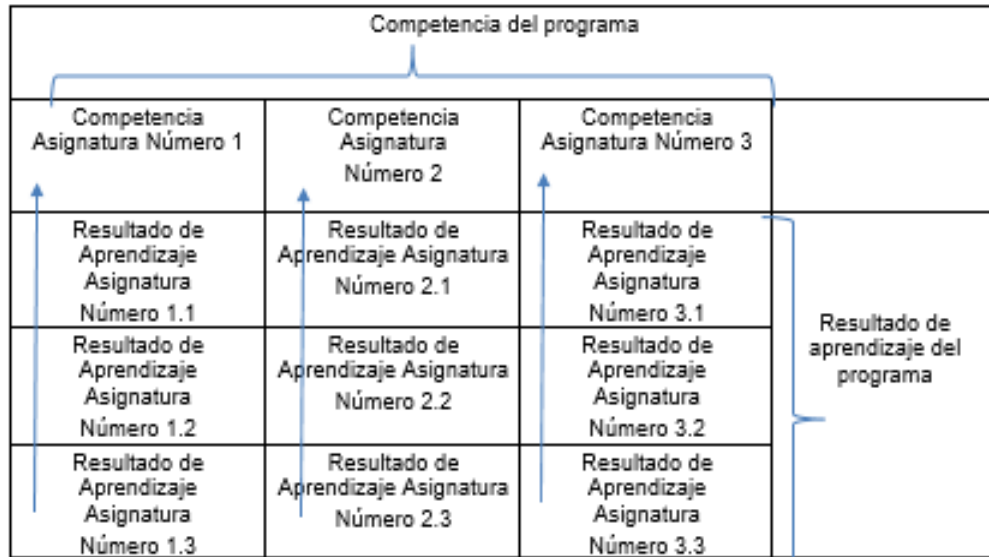 Competencia del programa
Competencia
Asignatura Número 1
Competencia
Asignatura
Número 2
Competencia
Asignatura Número 3
Resultado de
Aprendizaje
Asignatura
Número 1.1
Resultado de
Aprendizaje Asignatura
Número 2.1
Resultado de
Aprendizaje
Asignatura
Número 3.1
Resultado de
aprendizaje del
programa
Resultado de
Aprendizaje
Asignatura
Número 1.2
Resultado de
Aprendizaje Asignatura
Número 2.2
Resultado de
Aprendizaje
Asignatura
Número 3.2
Resultado de
Aprendizaje
Asignatura
Número 1.3
Resultado de
Aprendizaje Asignatura
Número 2.3
Resultado de
Aprendizaje
Asignatura
Número 3.3